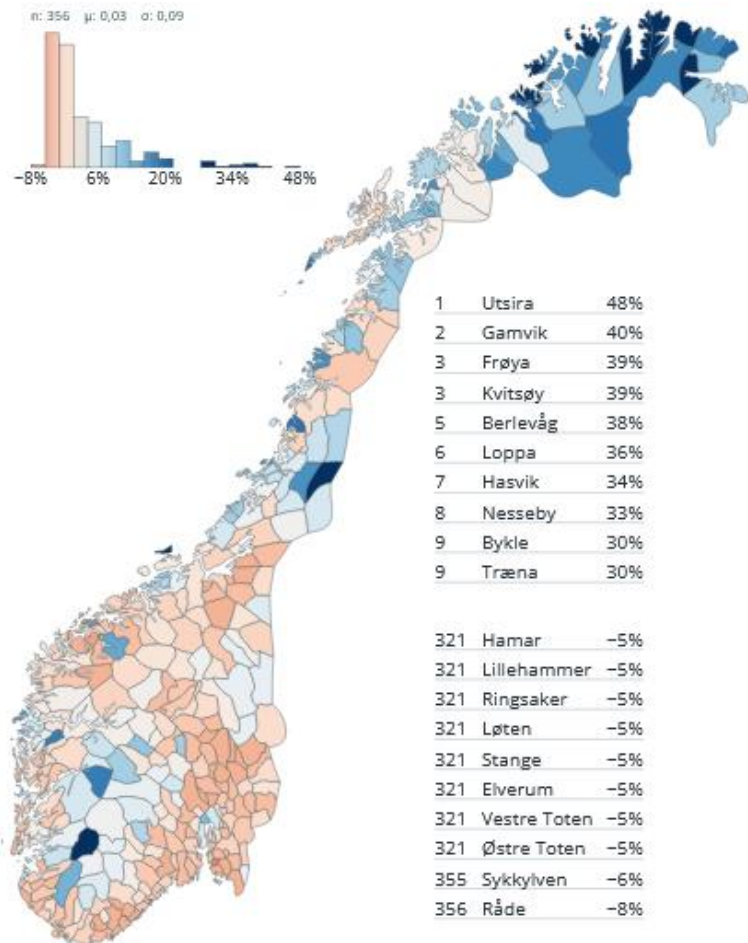 n: 356 μ: 0,03 σ: 0,09
−8% 6% 20% 34% 48%
1 Utsira 48%
2 Gamvik 40%
3 Frøya 39%
3 Kvitsøy 39%
5 Berlevåg 38%
6 Loppa 36%
7 Hasvik 34%
8 Nesseby 33%
9 Bykle 30%
9 Træna 30%
321 Hamar −5%
321 Lillehammer −5%
321 Ringsaker −5%
321 Løten −5%
321 Stange −5%
321 Elverum −5%
321 Vestre Toten −5%
321 Østre Toten −5%
355 Sykkylven −6%
356 Råde −8%